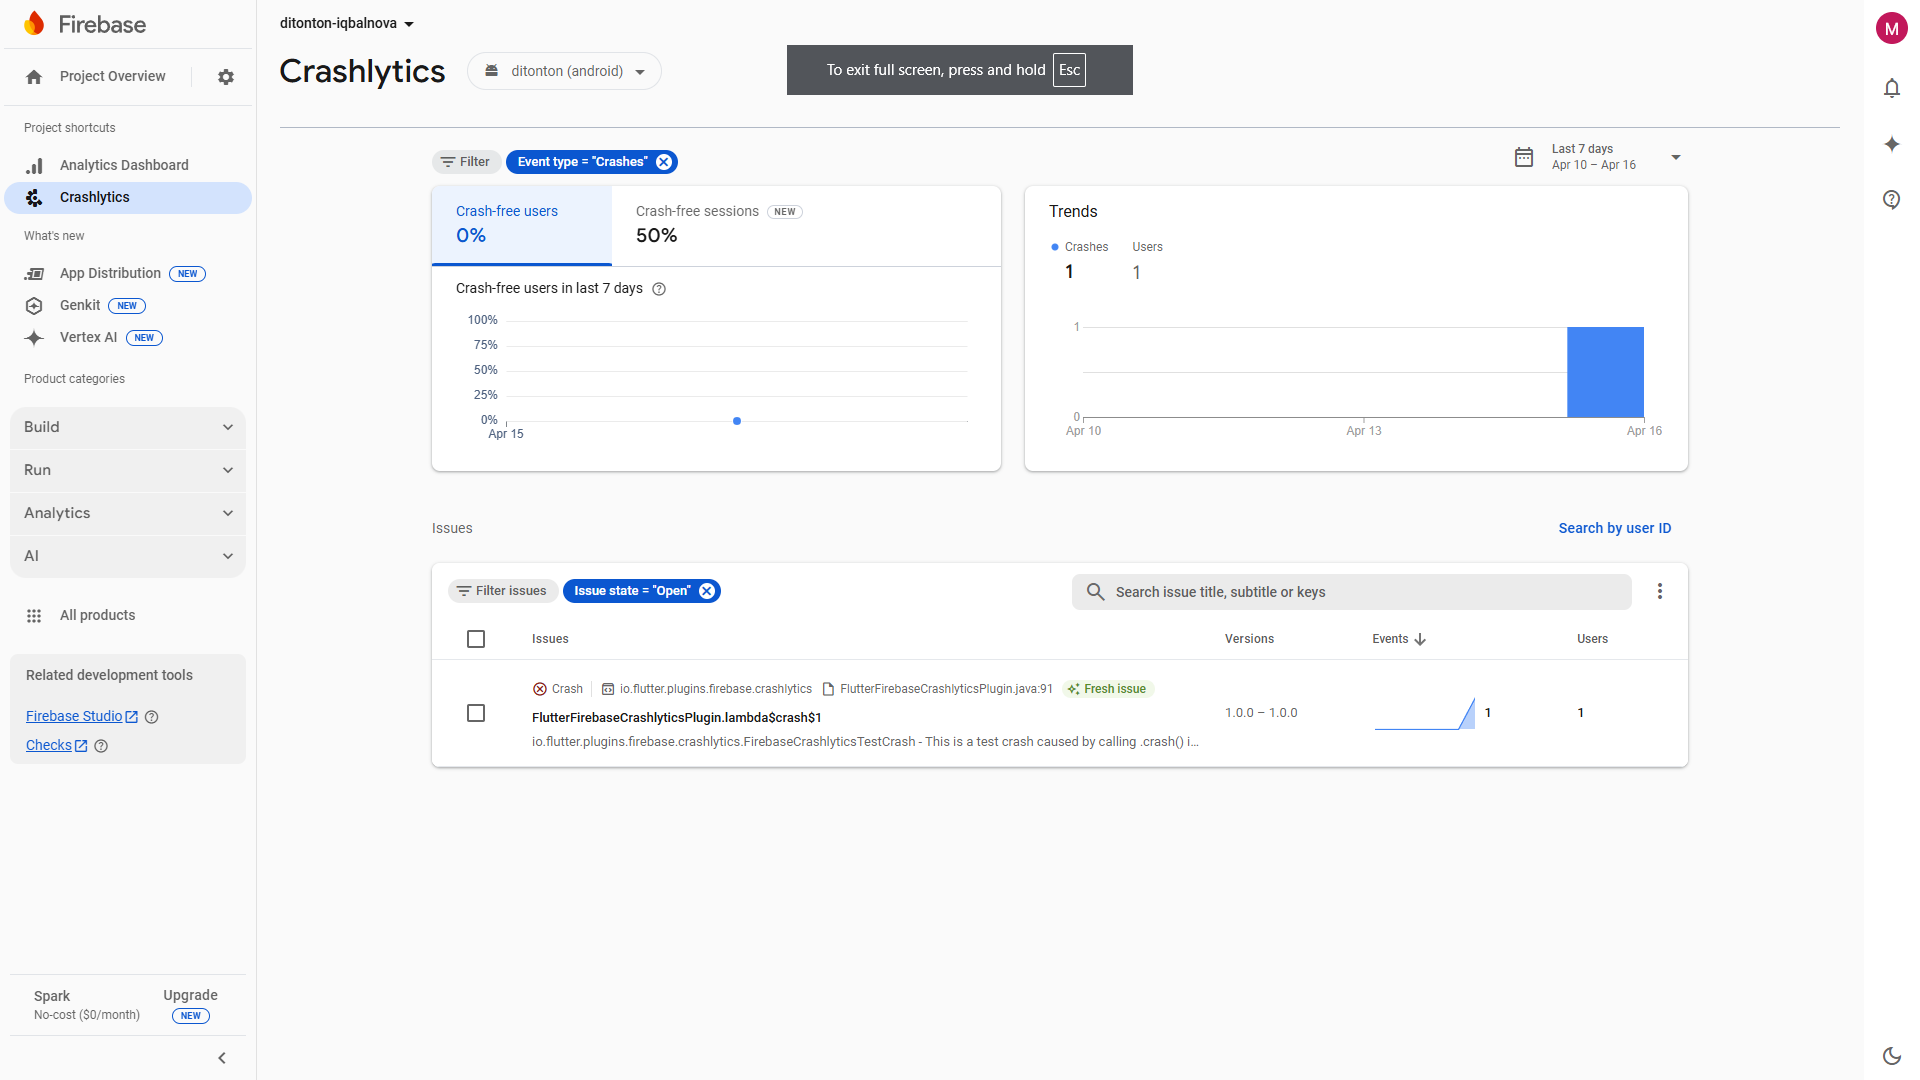 Firebase
Project Overview
Project shortcuts
Analytics Dashboard
Crashlytics
What's new
App Distribution NEW
Genkit NEW
Vertex AI NEW
Product categories
Build
Run
Analytics
AI
All products
Related development tools
Firebase Studio
Checks
Spark
No-cost ($0/month)
Upgrade
NEW
ditonton-iqbalnova
Crashlytics
ditonton (android)
To exit full screen, press and hold Esc
M
Filter
Event type = "Crashes"
Last 7 days
Apr 10 – Apr 16
Crash-free users
0%
Crash-free sessions NEW
50%
Crash-free users in last 7 days
100%
75%
50%
25%
0%
Apr 15
Trends
Crashes
1
Users
1
1
0
Apr 10
Apr 13
Apr 16
Issues
Search by user ID
Filter issues
Issue state = "Open"
Search issue title, subtitle or keys
Issues
Versions
Events
Users
Crash
io.flutter.plugins.firebase.crashlytics
FlutterFirebaseCrashlyticsPlugin.java:91
Fresh issue
FlutterFirebaseCrashlyticsPlugin.lambda$crash$1
io.flutter.plugins.firebase.crashlytics.FirebaseCrashlyticsTestCrash - This is a test crash caused by calling .crash() i…
1.0.0 – 1.0.0
1
1